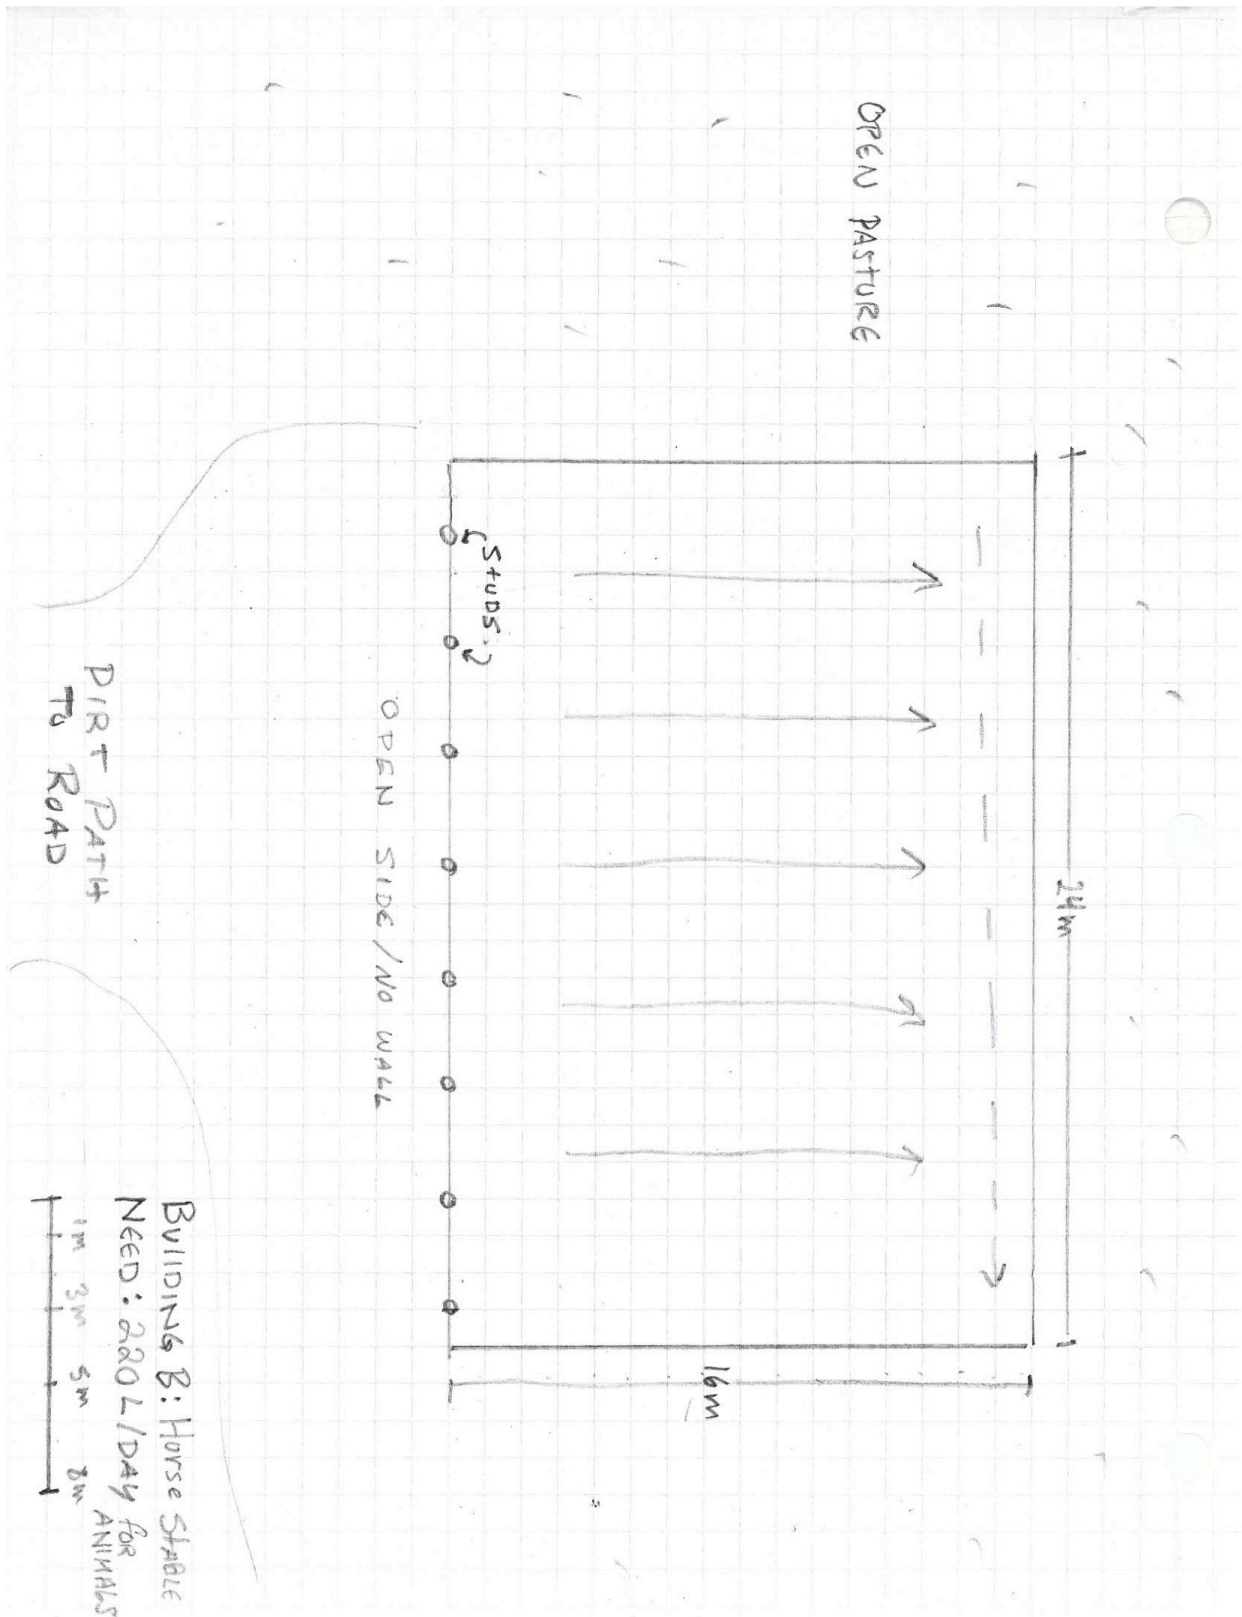 OPEN PASTURE
24m
STUDS
16m
OPEN SIDE/NO WALL
DIRT PATH
TO ROAD
BUIlDING B: Horse STABLE
NEED: 220 L/DAY for
ANIMALS
1m 3m 5m 8m